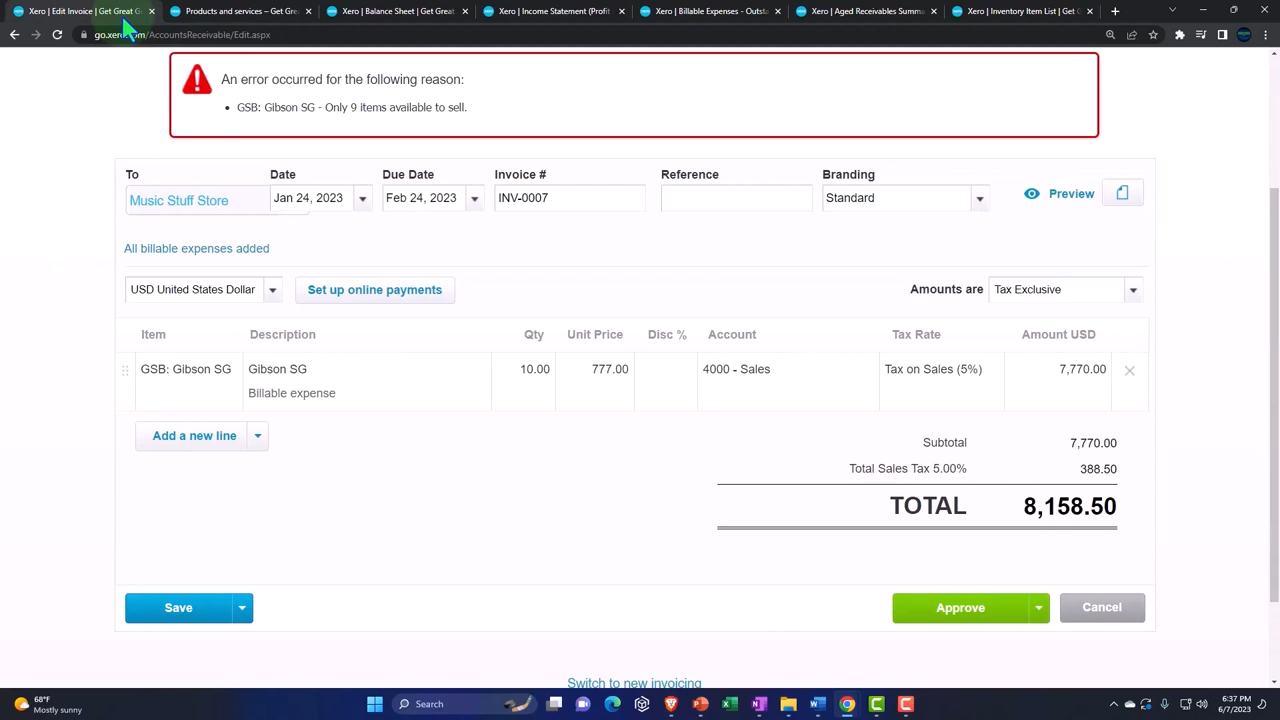 Xero | Edit Invoice | Get Great G
Products and services – Get Gre
Xero | Balance Sheet | Get Great
Xero | Income Statement (Profit
Xero | Billable Expenses - Outst
Xero | Aged Receivables Summa
Xero | Inventory Item List | Get G
go.xero.com/AccountsReceivable/Edit.aspx
An error occurred for the following reason:
• GSB: Gibson SG - Only 9 items available to sell.
To Date Due Date Invoice # Reference Branding
Music Stuff Store Jan 24, 2023 Feb 24, 2023 INV-0007 Standard Preview
All billable expenses added
USD United States Dollar Set up online payments Amounts are Tax Exclusive
Item Description Qty Unit Price Disc % Account Tax Rate Amount USD
GSB: Gibson SG Gibson SG 10.00 777.00 4000 - Sales Tax on Sales (5%) 7,770.00
Billable expense
Add a new line
Subtotal 7,770.00
Total Sales Tax 5.00% 388.50
TOTAL 8,158.50
Save Approve Cancel
Switch to new invoicing
68°F
Mostly sunny
Search
6:37 PM
6/7/2023